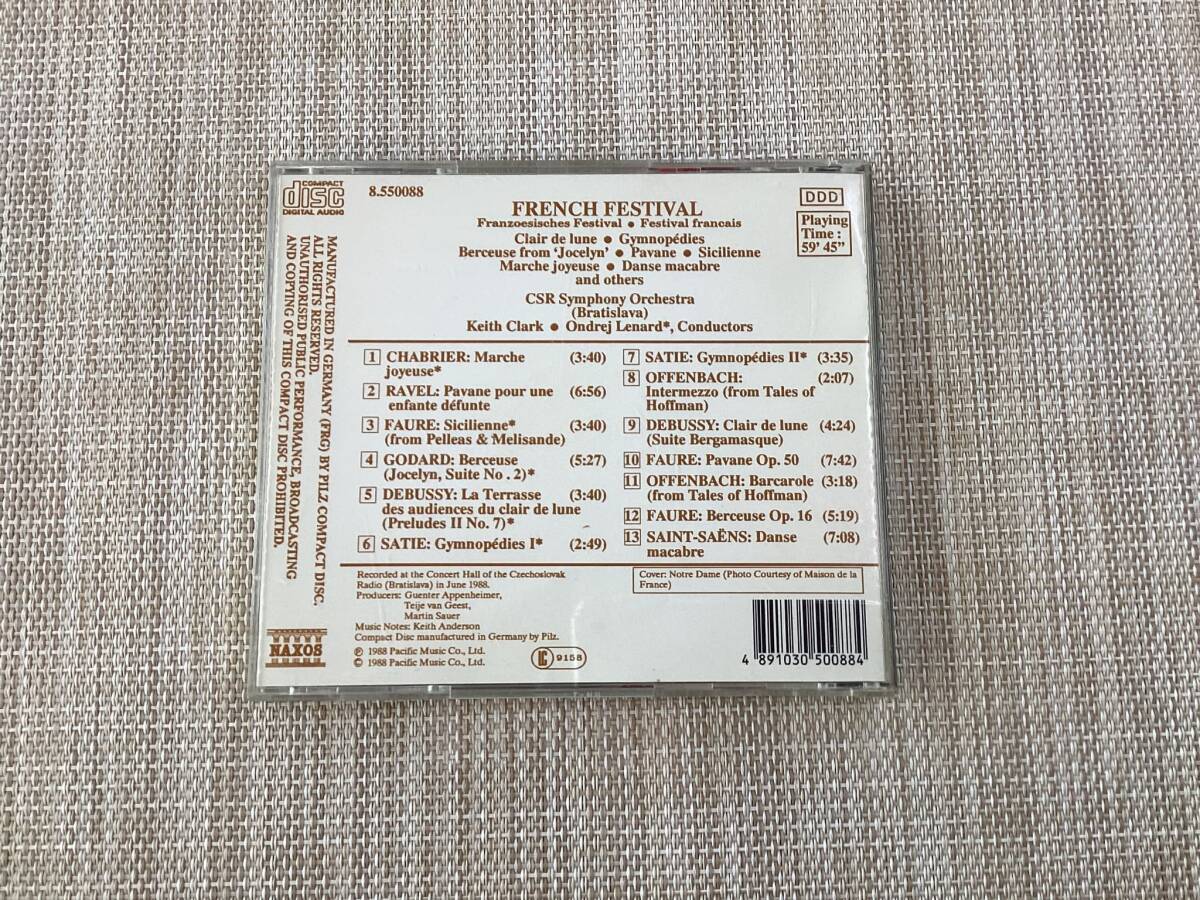 COMPACT
disc
DIGITAL AUDIO
8.550088
DDD
Playing
Time :
59' 45"
FRENCH FESTIVAL
Franzoesisches Festival ● Festival francais
Clair de lune ● Gymnopédies
Berceuse from 'Jocelyn' ● Pavane ● Sicilienne
Marche joyeuse ● Danse macabre
and others
CSR Symphony Orchestra
(Bratislava)
Keith Clark ● Ondrej Lenard*, Conductors
1 CHABRIER: Marche (3:40)
joyeuse*
2 RAVEL: Pavane pour une (6:56)
enfante défunte
3 FAURE: Sicilienne* (3:40)
(from Pelleas & Melisande)
4 GODARD: Berceuse (5:27)
(Jocelyn, Suite No . 2)*
5 DEBUSSY: La Terrasse (3:40)
des audiences du clair de lune
(Preludes II No. 7)*
6 SATIE: Gymnopédies I* (2:49)
7 SATIE: Gymnopédies II* (3:35)
8 OFFENBACH: (2:07)
Intermezzo (from Tales of
Hoffman)
9 DEBUSSY: Clair de lune (4:24)
(Suite Bergamasque)
10 FAURE: Pavane Op. 50 (7:42)
11 OFFENBACH: Barcarole (3:18)
(from Tales of Hoffman)
12 FAURE: Berceuse Op. 16 (5:19)
13 SAINT-SAËNS: Danse (7:08)
macabre
Recorded at the Concert Hall of the Czechoslovak
Radio (Bratislava) in June 1988.
Producers: Guenter Appenheimer,
Teije van Geest,
Martin Sauer
Music Notes: Keith Anderson
Compact Disc manufactured in Germany by Pilz.
℗ 1988 Pacific Music Co., Ltd.
© 1988 Pacific Music Co., Ltd.
LC 9158
Cover: Notre Dame (Photo Courtesy of Maison de la
France)
4 891030 500884
MANUFACTURED IN GERMANY (FRG) BY PILZ COMPACT DISC.
ALL RIGHTS RESERVED.
UNAUTHORISED PUBLIC PERFORMANCE, BROADCASTING
AND COPYING OF THIS COMPACT DISC PROHIBITED.
NAXOS